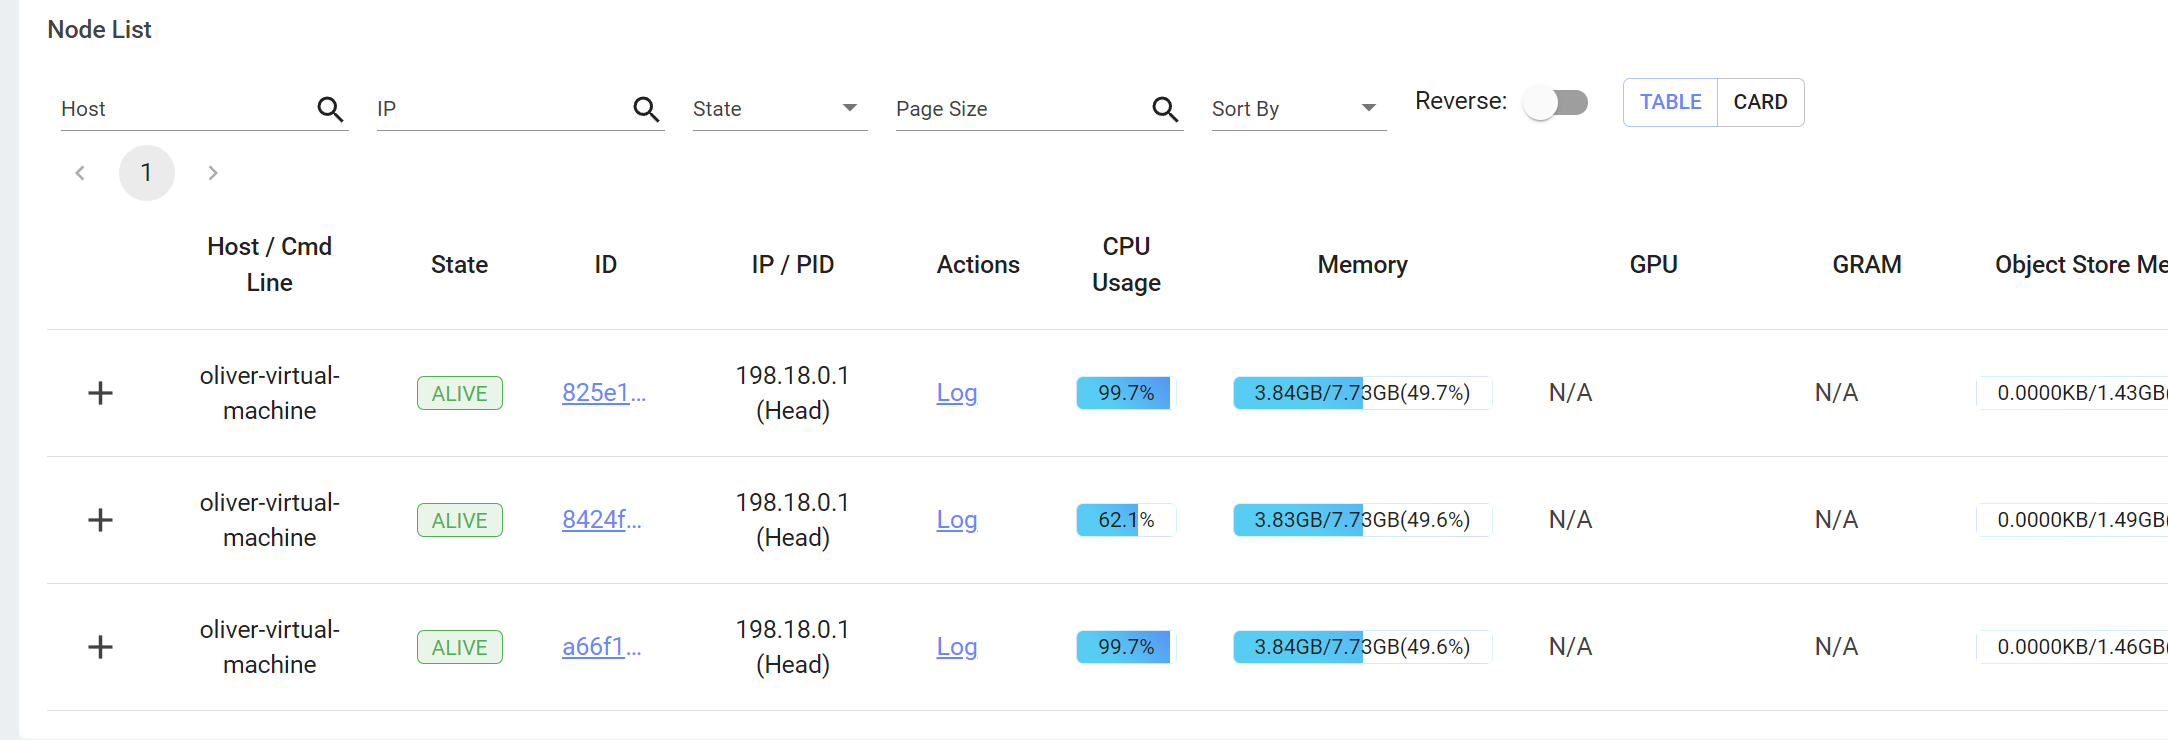 Node List
Host IP State Page Size Sort By Reverse: TABLE CARD
1
Host / Cmd Line State ID IP / PID Actions CPU Usage Memory GPU GRAM Object Store Me
oliver-virtual-machine ALIVE 825e1... 198.18.0.1 (Head) Log 99.7% 3.84GB/7.73GB(49.7%) N/A N/A 0.0000KB/1.43GB(
oliver-virtual-machine ALIVE 8424f... 198.18.0.1 (Head) Log 62.1% 3.83GB/7.73GB(49.6%) N/A N/A 0.0000KB/1.49GB(
oliver-virtual-machine ALIVE a66f1... 198.18.0.1 (Head) Log 99.7% 3.84GB/7.73GB(49.6%) N/A N/A 0.0000KB/1.46GB(